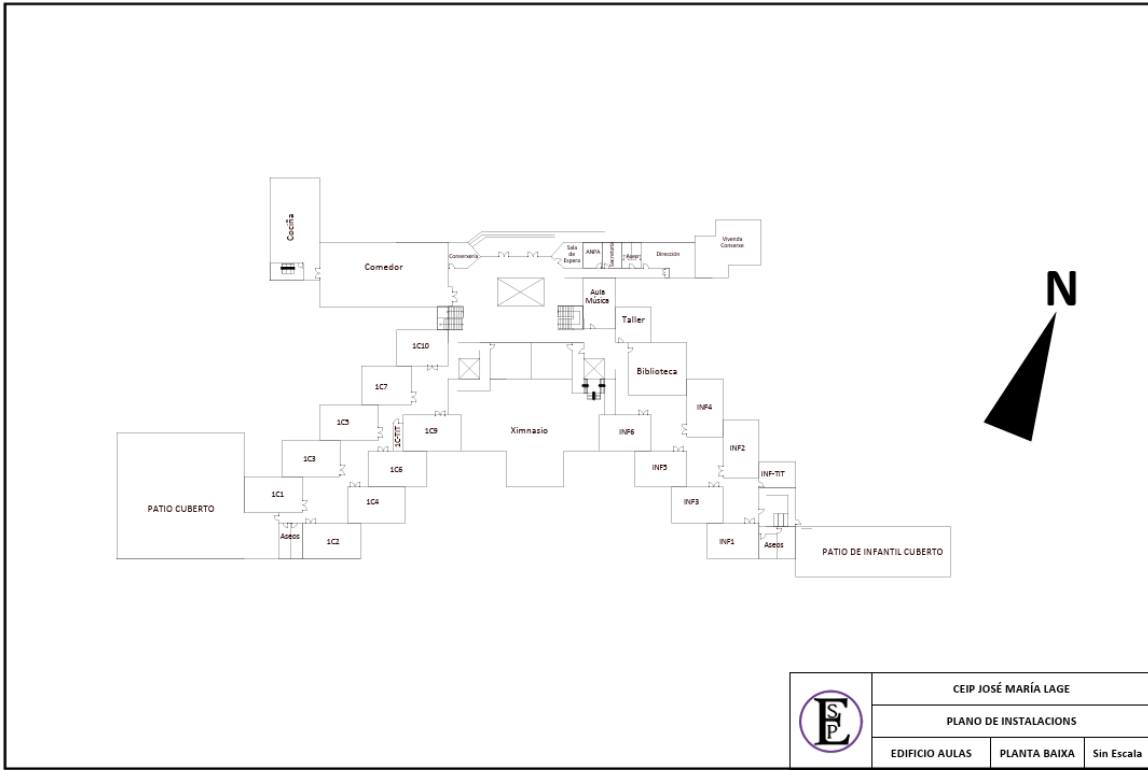 Cociña
Comedor
Conserxería
Sala
de
Espera
ANPA
Secretaría
Aseos
Dirección
Vivenda
Conserxe
Aula
Música
Taller
Biblioteca
N
1C10
1C7
1C5
1C3
1C1
1C-TIT
1C9
1C6
1C4
1C2
Ximnasio
INF6
INF5
INF3
INF1
INF4
INF2
INF-TIT
PATIO CUBERTO
Aseos
Aseos
PATIO DE INFANTIL CUBERTO
ESP
CEIP JOSÉ MARÍA LAGE
PLANO DE INSTALACIONS
EDIFICIO AULAS
PLANTA BAIXA
Sin Escala